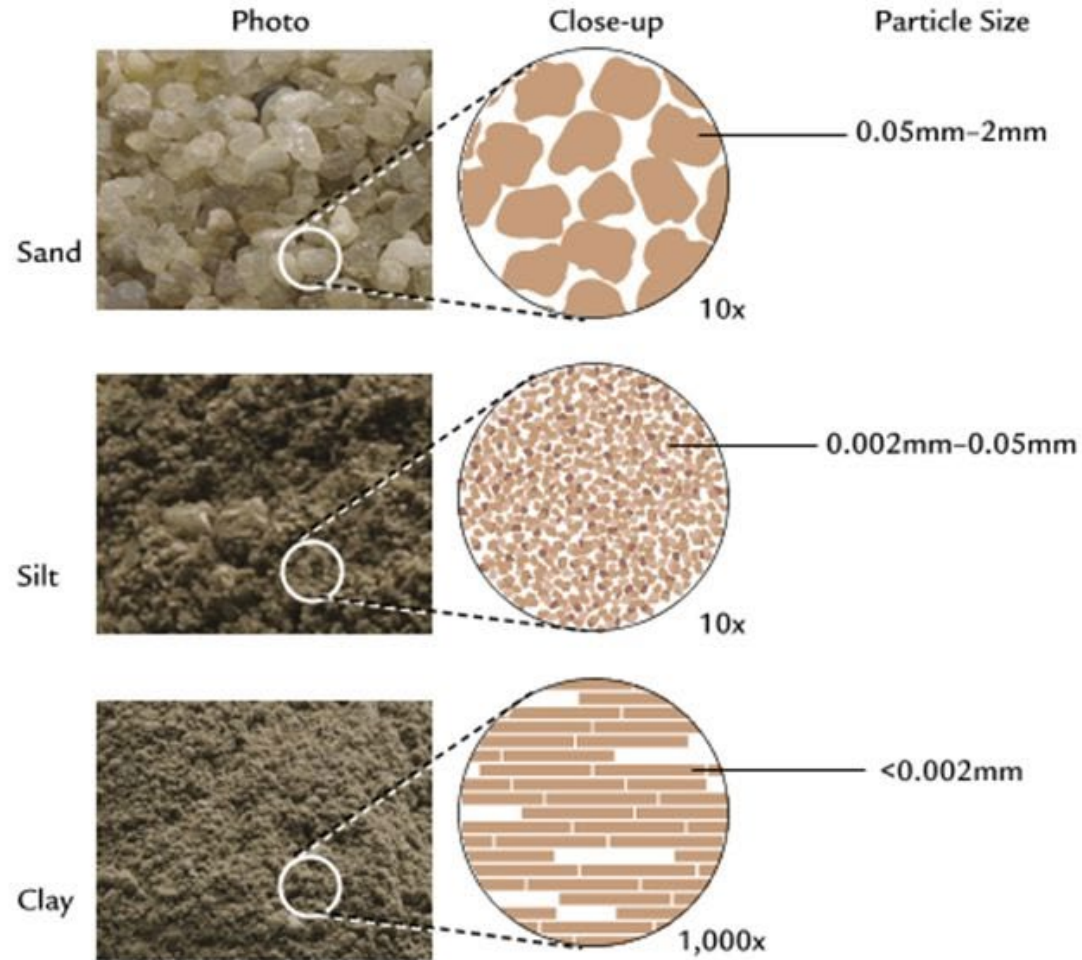 Photo Close-up Particle Size
Sand
0.05mm–2mm
10x
Silt
0.002mm–0.05mm
10x
Clay
<0.002mm
1,000x